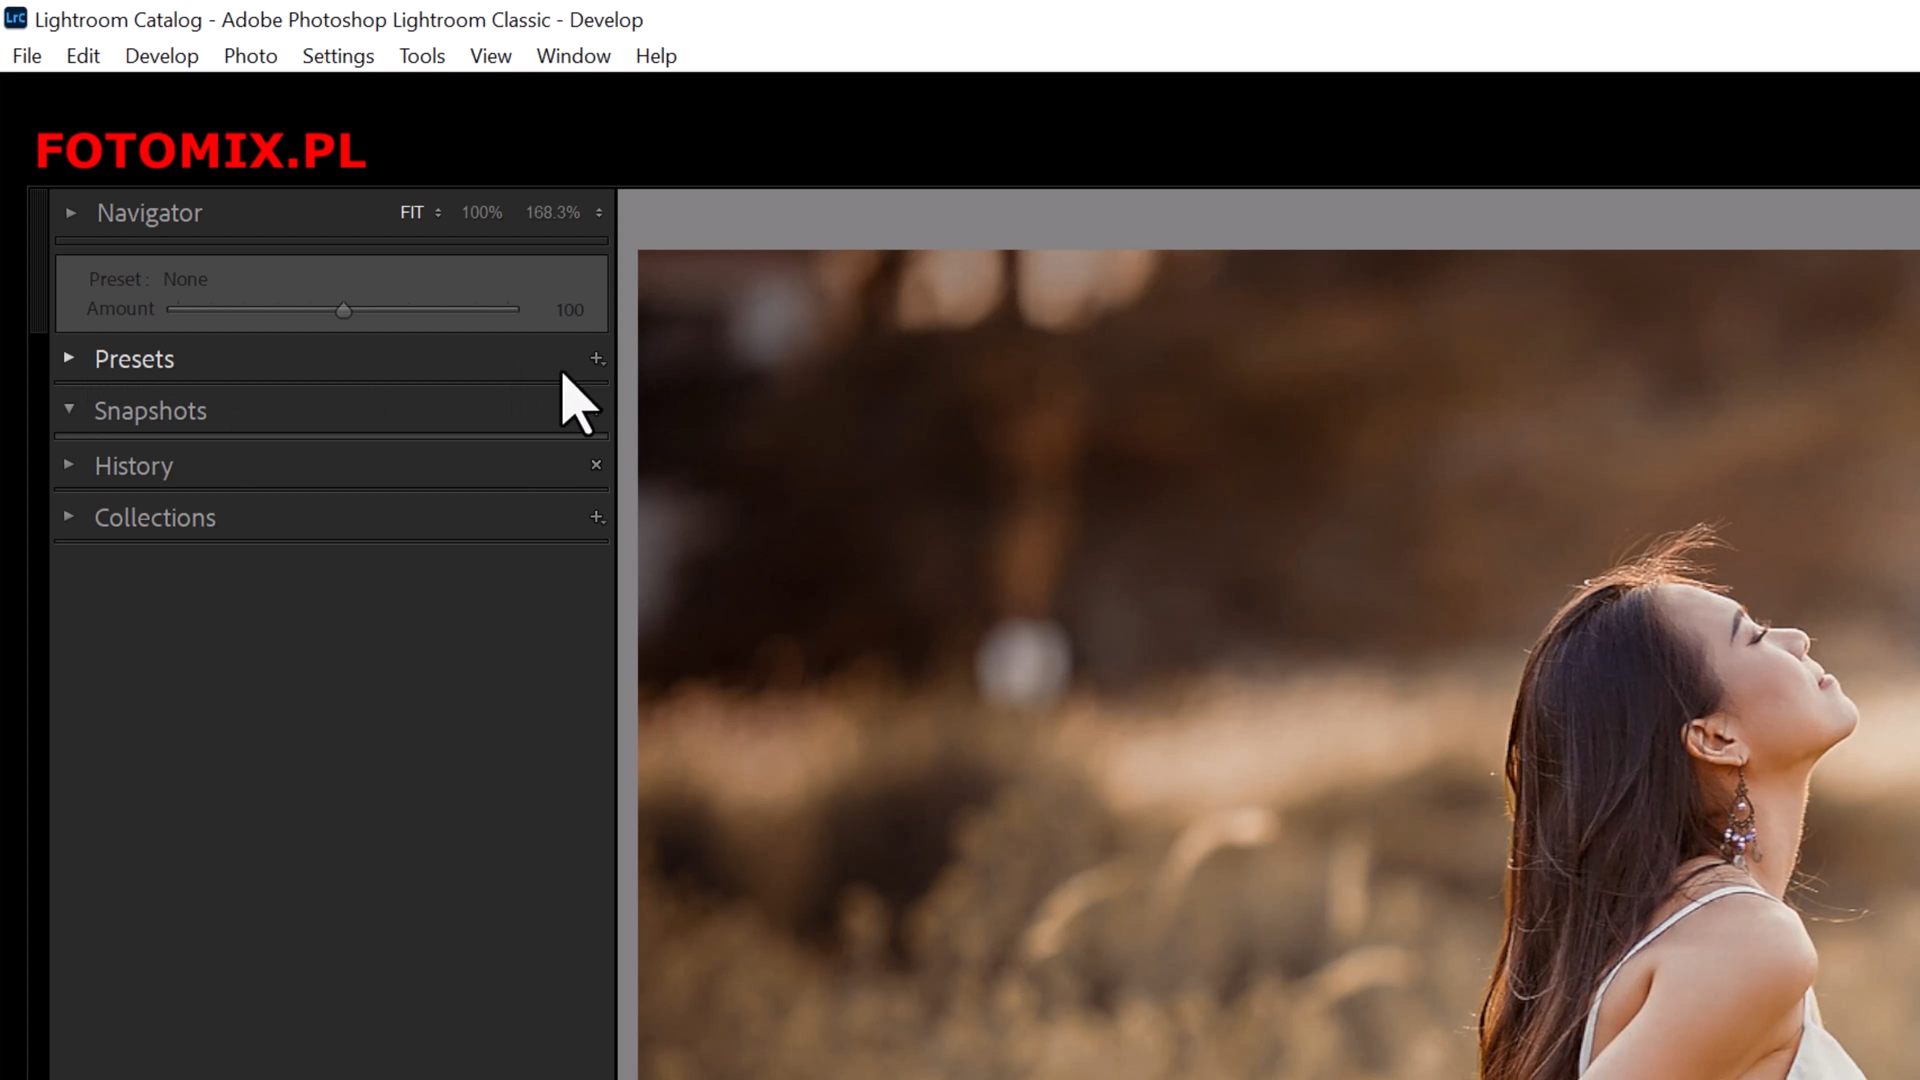 LrC Lightroom Catalog - Adobe Photoshop Lightroom Classic - Develop
File Edit Develop Photo Settings Tools View Window Help
FOTOMIX.PL
Navigator FIT 100% 168.3%
Preset: None
Amount 100
Presets
Snapshots
History
Collections